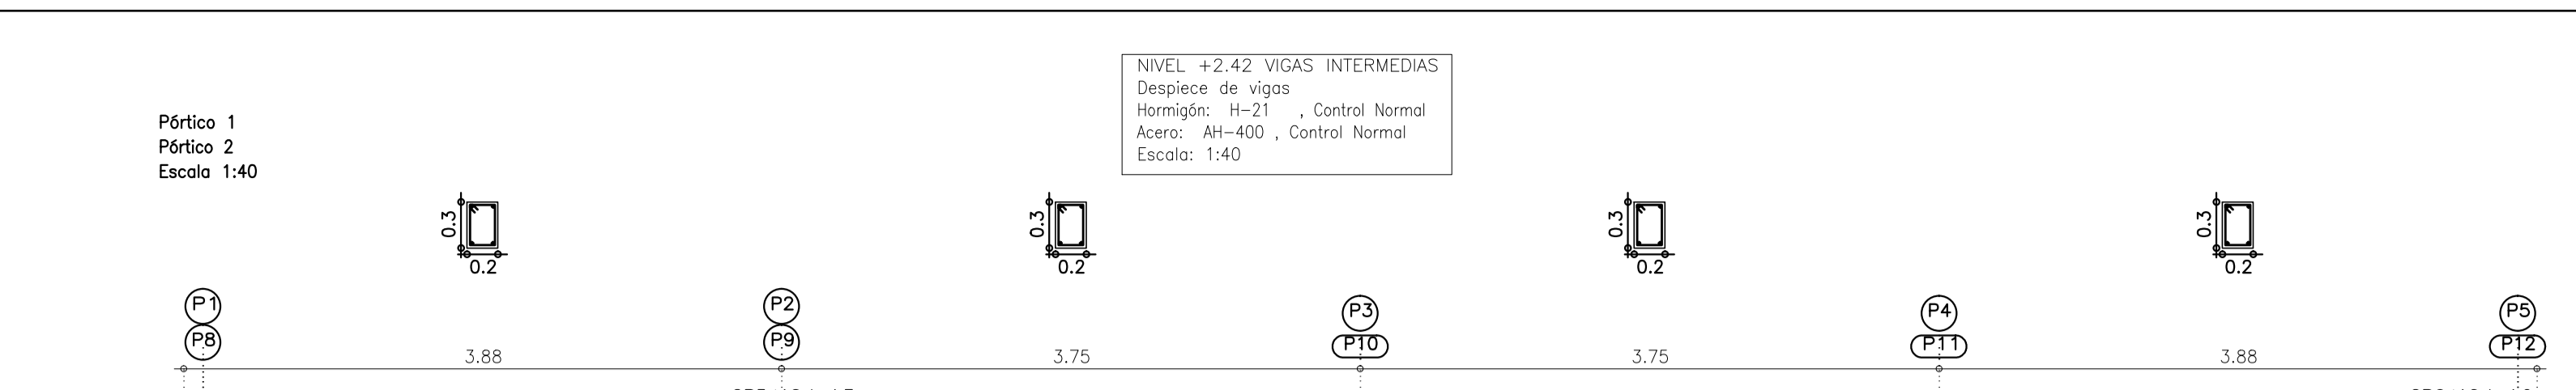 NIVEL +2.42 VIGAS INTERMEDIAS
Despiece de vigas
Hormigón: H-21 , Control Normal
Acero: AH-400 , Control Normal
Escala: 1:40
Pórtico 1
Pórtico 2
Escala 1:40
0.3
0.2
0.3
0.2
0.3
0.2
0.3
0.2
P1
P2
P3
P4
P5
P8
P9
P10
P11
P12
3.88
3.75
3.75
3.88